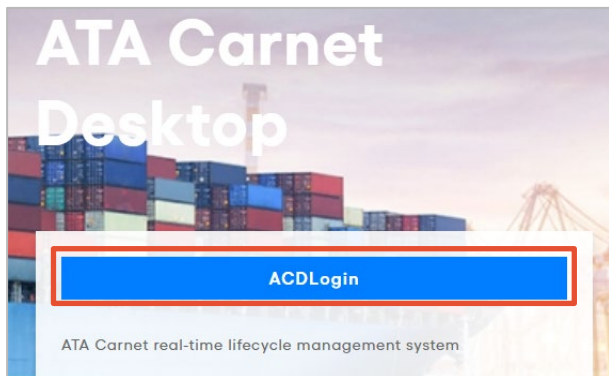 ATA Carnet
Desktop
ACDLogin
ATA Carnet real-time lifecycle management system